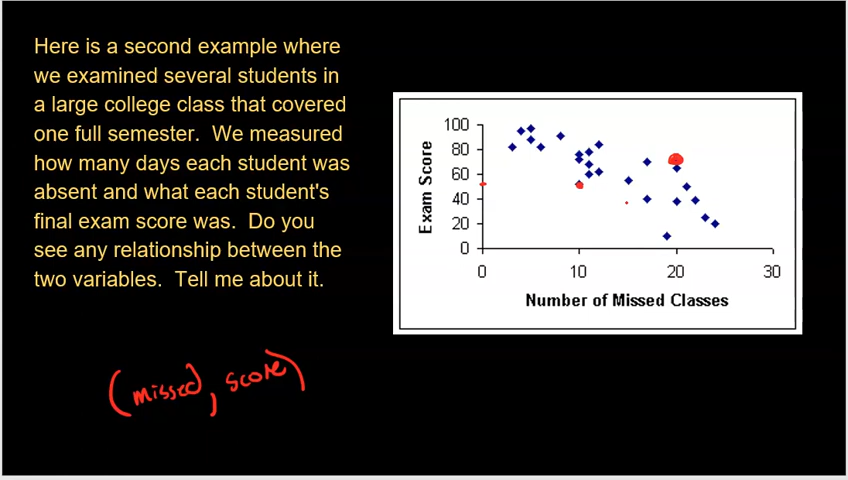 Here is a second example where
we examined several students in
a large college class that covered
one full semester.  We measured
how many days each student was
absent and what each student's
final exam score was.  Do you
see any relationship between the
two variables.  Tell me about it.
(missed, score)
Exam Score
100
80
60
40
20
0
0 10 20 30
Number of Missed Classes